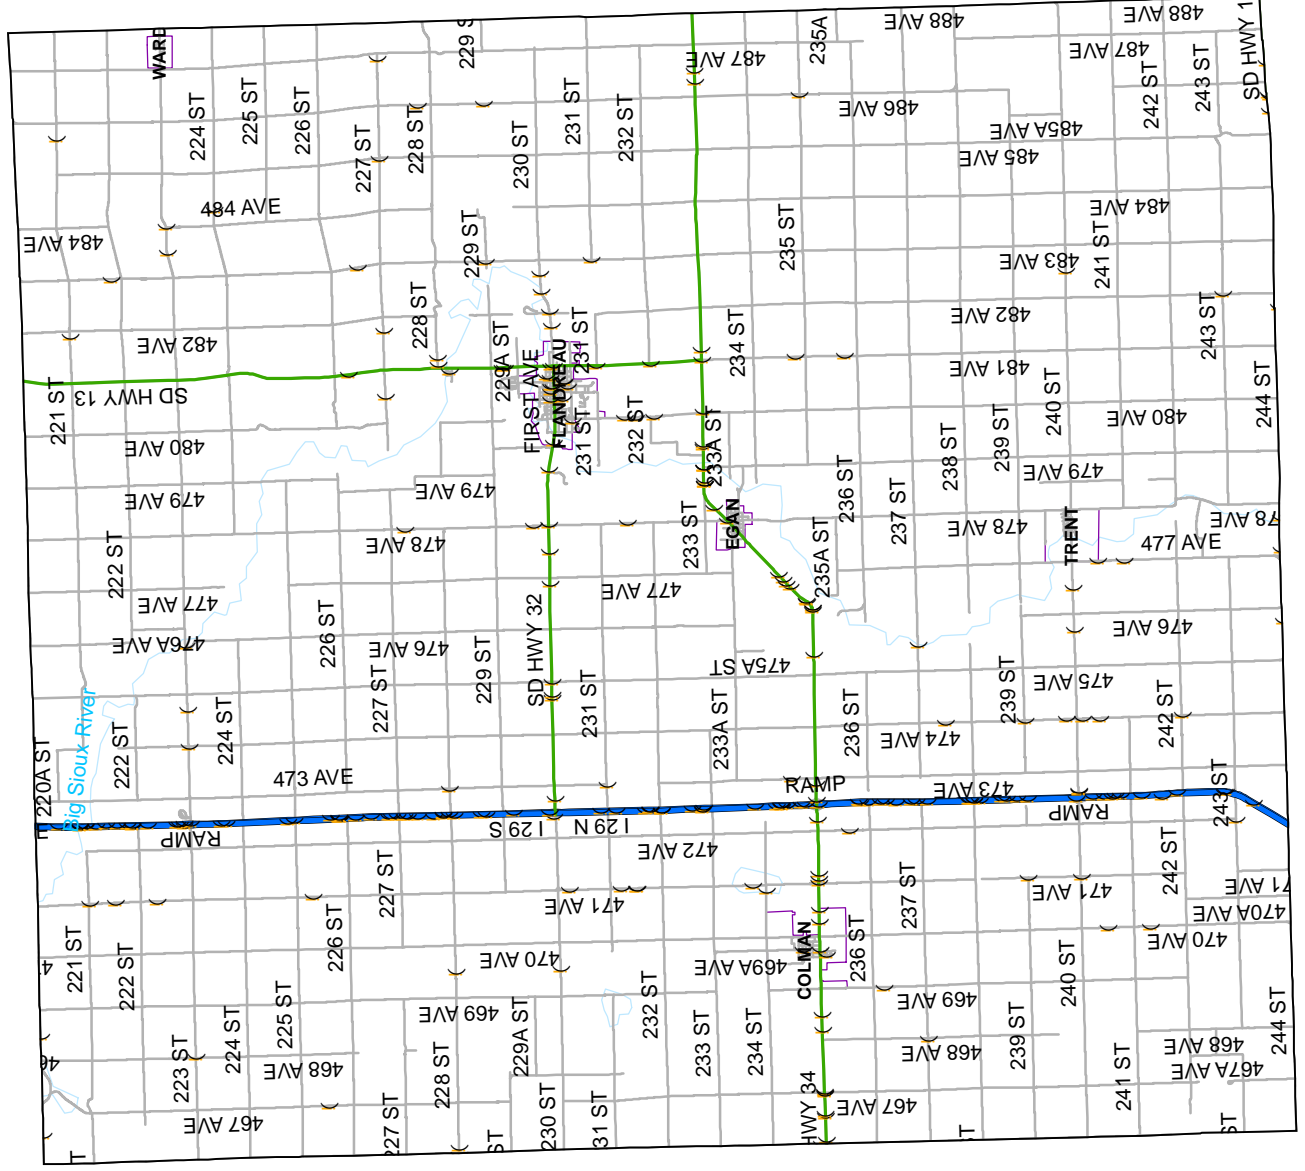 WARD
229 S
235A
488 AVE
488 AVE
487 AVE
487 AVE
SD HWY 1
224 ST
225 ST
226 ST
227 ST
228 ST
230 ST
231 ST
232 ST
486 AVE
242 ST
243 ST
485A AVE
485 AVE
484 AVE
484 AVE
484 AVE
229 ST
235 ST
483 AVE
241 ST
482 AVE
228 ST
482 AVE
229A ST
231 ST
234 ST
243 ST
481 AVE
SD HWY 13
221 ST
FIRST AVE
FLANDREAU
231 ST
232 ST
233A ST
240 ST
244 ST
480 AVE
480 AVE
238 ST
239 ST
479 AVE
479 AVE
479 AVE
236 ST
237 ST
EGAN
233 ST
478 AVE
478 AVE
TRENT
78
477 AVE
222 ST
235A ST
477 AVE
477 AVE
476A AVE
226 ST
476 AVE
476 AVE
SD HWY 32
229 ST
227 ST
475A ST
475 AVE
239 ST
231 ST
233A ST
236 ST
474 AVE
242 ST
Big Sioux River
222 ST
224 ST
220A ST
473 AVE
RAMP
473 AVE
243 ST
RAMP
RAMP
I 29 S
I 29 N
472 AVE
227 ST
242 ST
237 ST
471 AVE
471 AVE
71 AVE
470A AVE
470 AVE
226 ST
221 ST
222 ST
470 AVE
469A AVE
COLMAN
236 ST
240 ST
469 AVE
469 AVE
232 ST
229A ST
225 ST
224 ST
223 ST
468 AVE
233 ST
234 ST
468 AVE
239 ST
468 AVE
244 ST
467A AVE
241 ST
228 ST
467 AVE
227 ST
230 ST
31 ST
HWY 34
467 AVE
ST
ST
ST